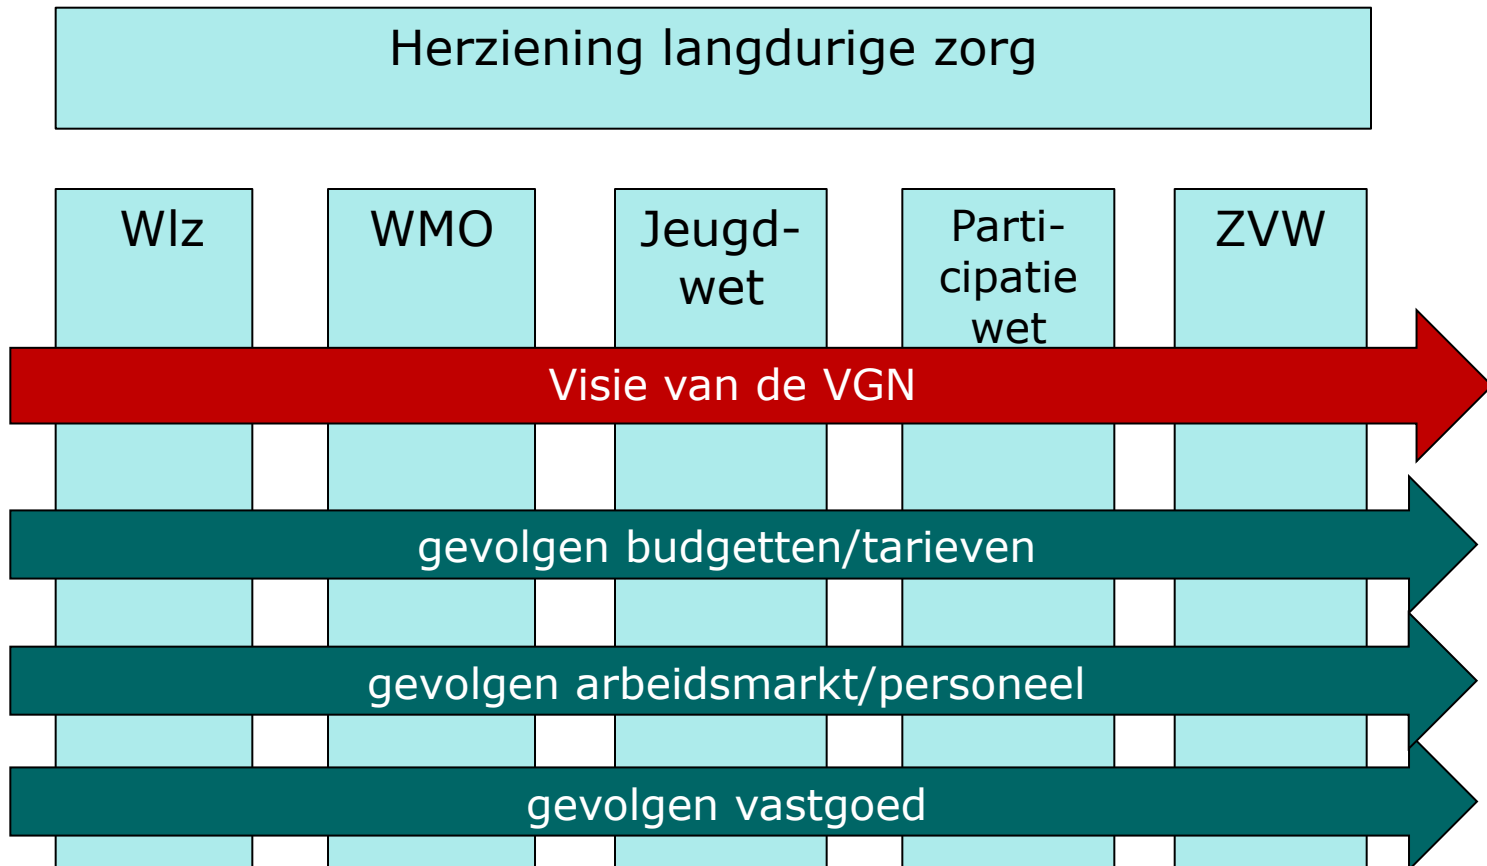 Herziening langdurige zorg
Wlz
WMO
Jeugd-
wet
Parti-
cipatie
wet
ZVW
Visie van de VGN
gevolgen budgetten/tarieven
gevolgen arbeidsmarkt/personeel
gevolgen vastgoed